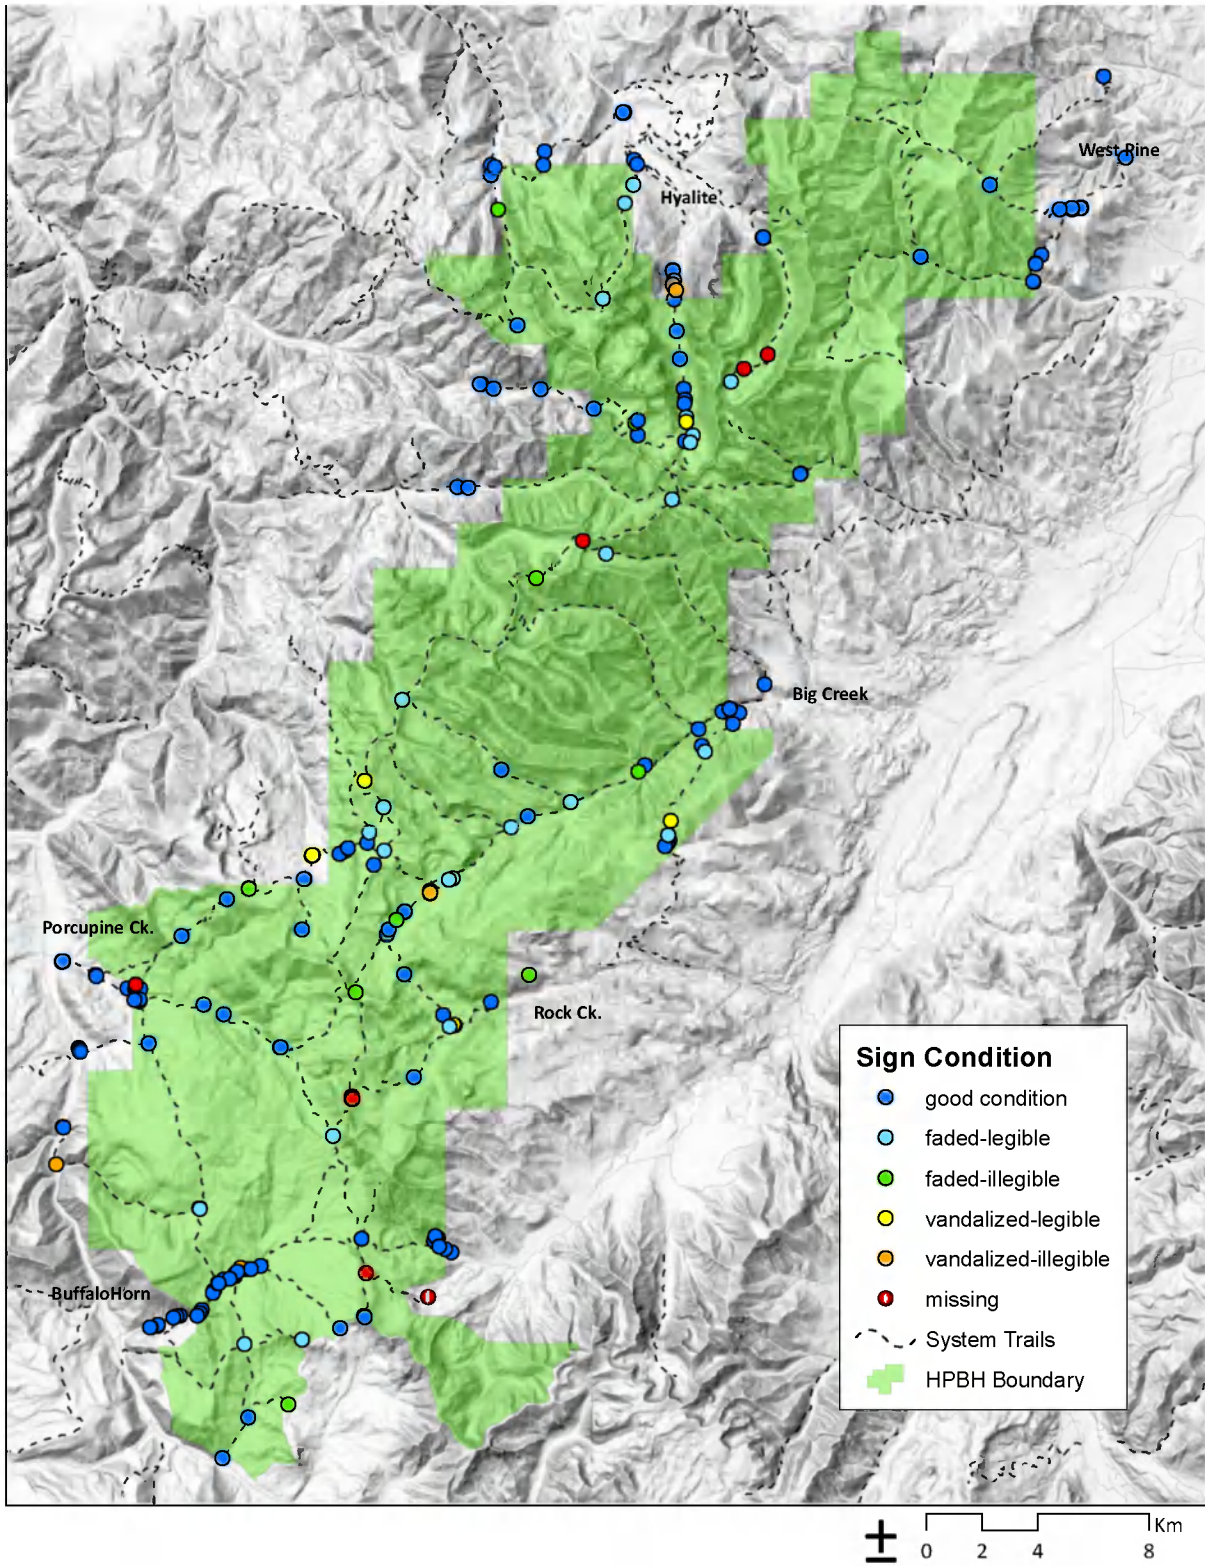 West Pine
Hyalite
Big Creek
Porcupine Ck.
Rock Ck.
BuffaloHorn
Sign Condition
good condition
faded-legible
faded-illegible
vandalized-legible
vandalized-illegible
missing
System Trails
HPBH Boundary
Km
0 2 4 8